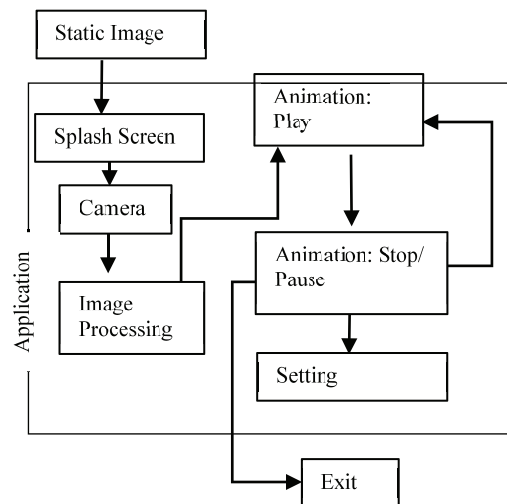 Static Image
Splash Screen
Camera
Image
Processing
Application
Animation:
Play
Animation: Stop/
Pause
Setting
Exit